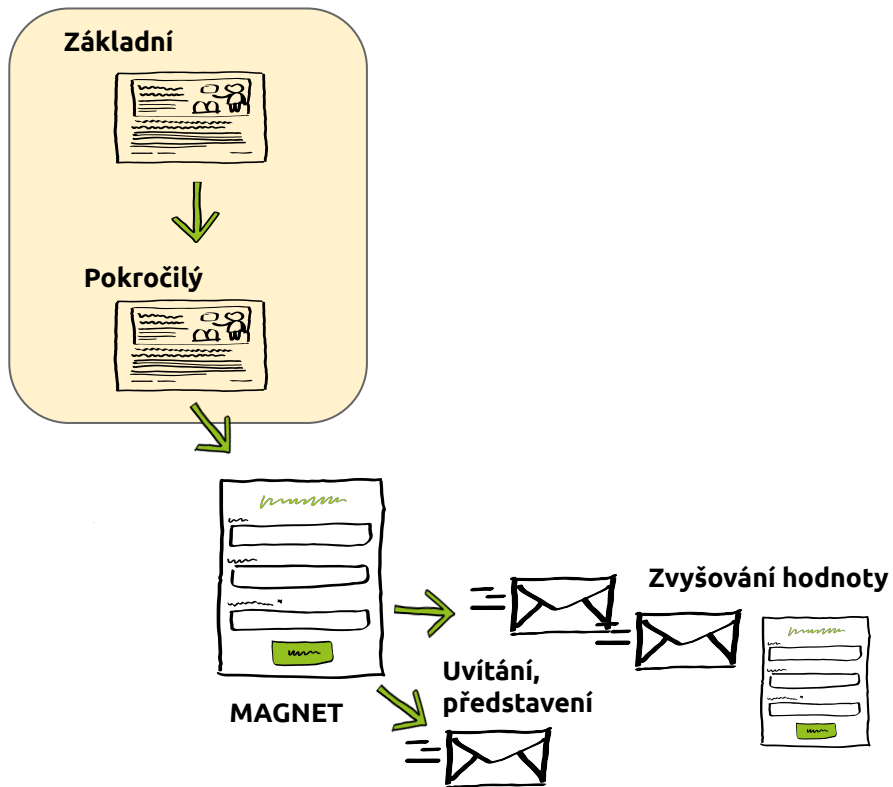 Základní
Pokročilý
Zvyšování hodnoty
Uvítání,
představení
MAGNET